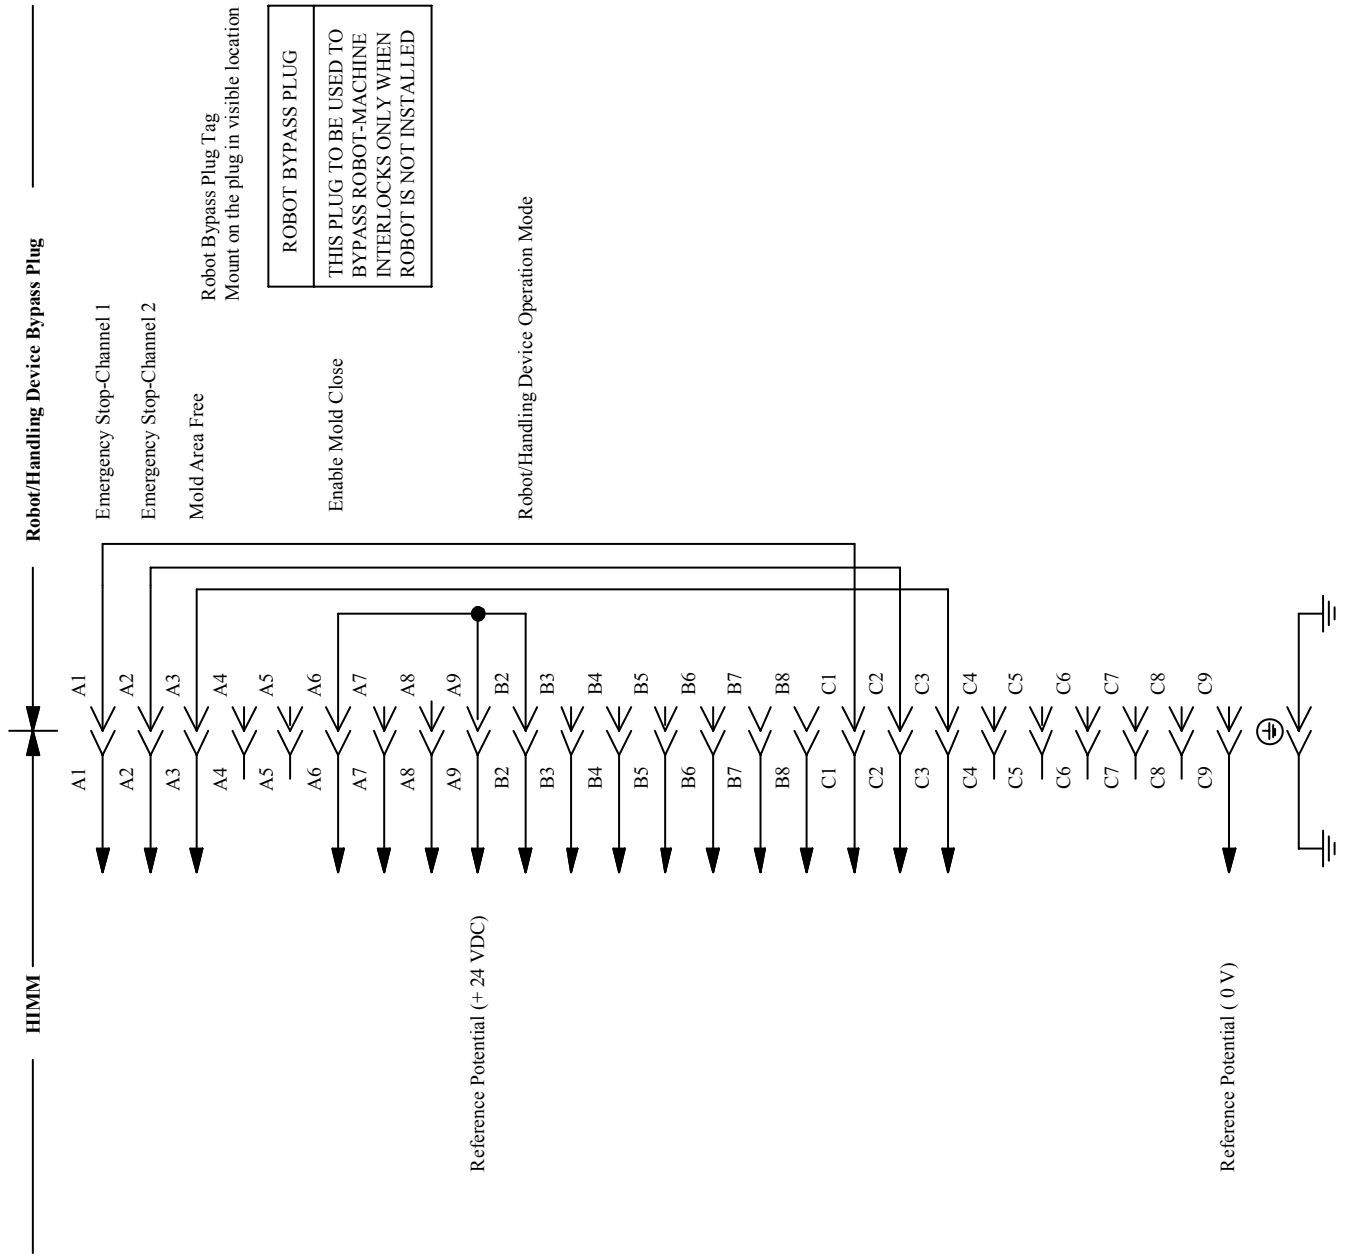 HIMM
Robot/Handling Device Bypass Plug
A1 A1 Emergency Stop-Channel 1
A2 A2 Emergency Stop-Channel 2
A3 A3 Mold Area Free
A4 A4
A5 A5
A6 A6 Enable Mold Close
A7 A7
A8 A8
Reference Potential (+ 24 VDC) A9 A9
B2 B2 Robot/Handling Device Operation Mode
B3 B3
B4 B4
B5 B5
B6 B6
B7 B7
B8 B8
C1 C1
C2 C2
C3 C3
C4 C4
C5 C5
C6 C6
C7 C7
C8 C8
Reference Potential ( 0 V) C9 C9
Robot Bypass Plug Tag
Mount on the plug in visible location
ROBOT BYPASS PLUG
THIS PLUG TO BE USED TO
BYPASS ROBOT-MACHINE
INTERLOCKS ONLY WHEN
ROBOT IS NOT INSTALLED